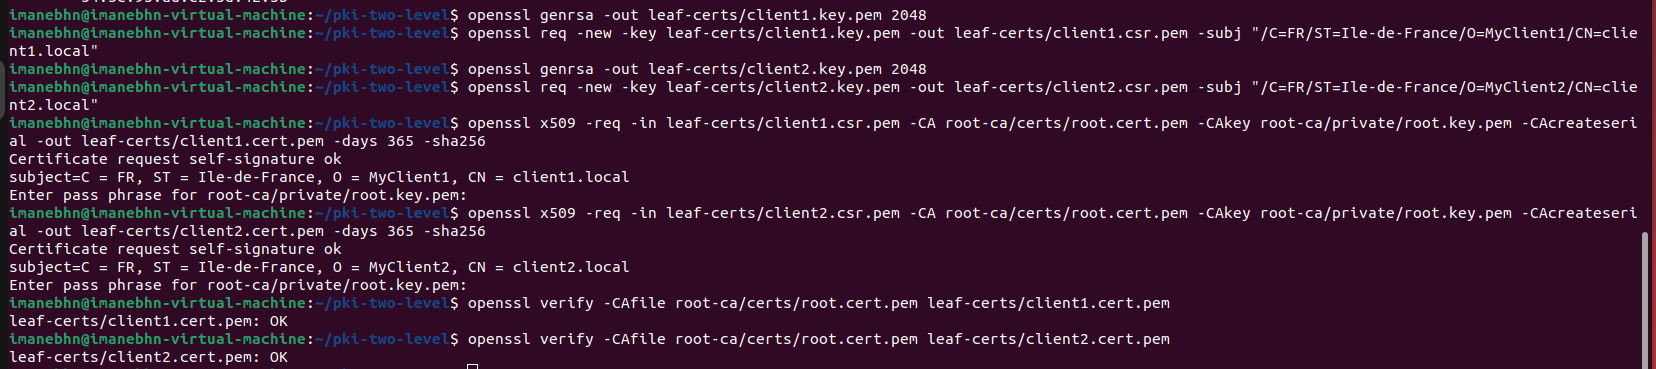 imanebhn@imanebhn-virtual-machine:~/pki-two-level$ openssl genrsa -out leaf-certs/client1.key.pem 2048
imanebhn@imanebhn-virtual-machine:~/pki-two-level$ openssl req -new -key leaf-certs/client1.key.pem -out leaf-certs/client1.csr.pem -subj "/C=FR/ST=Ile-de-France/O=MyClient1/CN=clie
nt1.local"
imanebhn@imanebhn-virtual-machine:~/pki-two-level$ openssl genrsa -out leaf-certs/client2.key.pem 2048
imanebhn@imanebhn-virtual-machine:~/pki-two-level$ openssl req -new -key leaf-certs/client2.key.pem -out leaf-certs/client2.csr.pem -subj "/C=FR/ST=Ile-de-France/O=MyClient2/CN=clie
nt2.local"
imanebhn@imanebhn-virtual-machine:~/pki-two-level$ openssl x509 -req -in leaf-certs/client1.csr.pem -CA root-ca/certs/root.cert.pem -CAkey root-ca/private/root.key.pem -CAcreateseri
al -out leaf-certs/client1.cert.pem -days 365 -sha256
Certificate request self-signature ok
subject=C = FR, ST = Ile-de-France, O = MyClient1, CN = client1.local
Enter pass phrase for root-ca/private/root.key.pem:
imanebhn@imanebhn-virtual-machine:~/pki-two-level$ openssl x509 -req -in leaf-certs/client2.csr.pem -CA root-ca/certs/root.cert.pem -CAkey root-ca/private/root.key.pem -CAcreateseri
al -out leaf-certs/client2.cert.pem -days 365 -sha256
Certificate request self-signature ok
subject=C = FR, ST = Ile-de-France, O = MyClient2, CN = client2.local
Enter pass phrase for root-ca/private/root.key.pem:
imanebhn@imanebhn-virtual-machine:~/pki-two-level$ openssl verify -CAfile root-ca/certs/root.cert.pem leaf-certs/client1.cert.pem
leaf-certs/client1.cert.pem: OK
imanebhn@imanebhn-virtual-machine:~/pki-two-level$ openssl verify -CAfile root-ca/certs/root.cert.pem leaf-certs/client2.cert.pem
leaf-certs/client2.cert.pem: OK